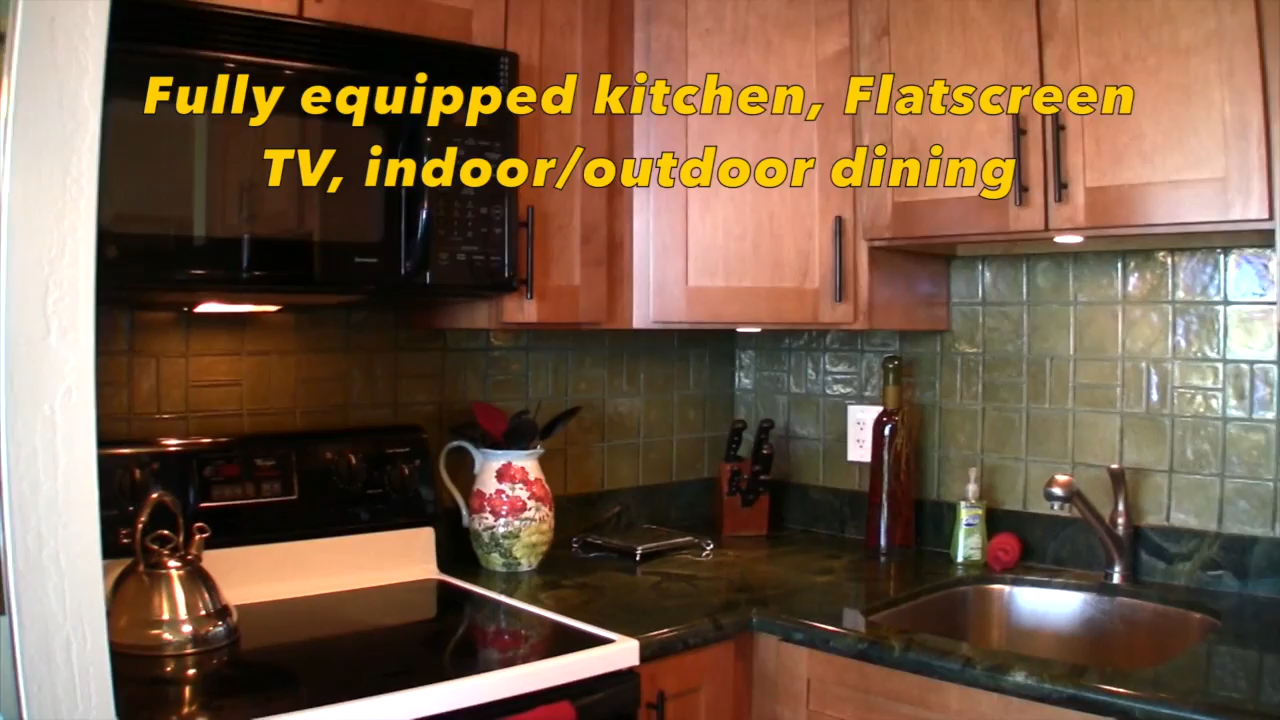 Fully equipped kitchen, Flatscreen
TV, indoor/outdoor dining